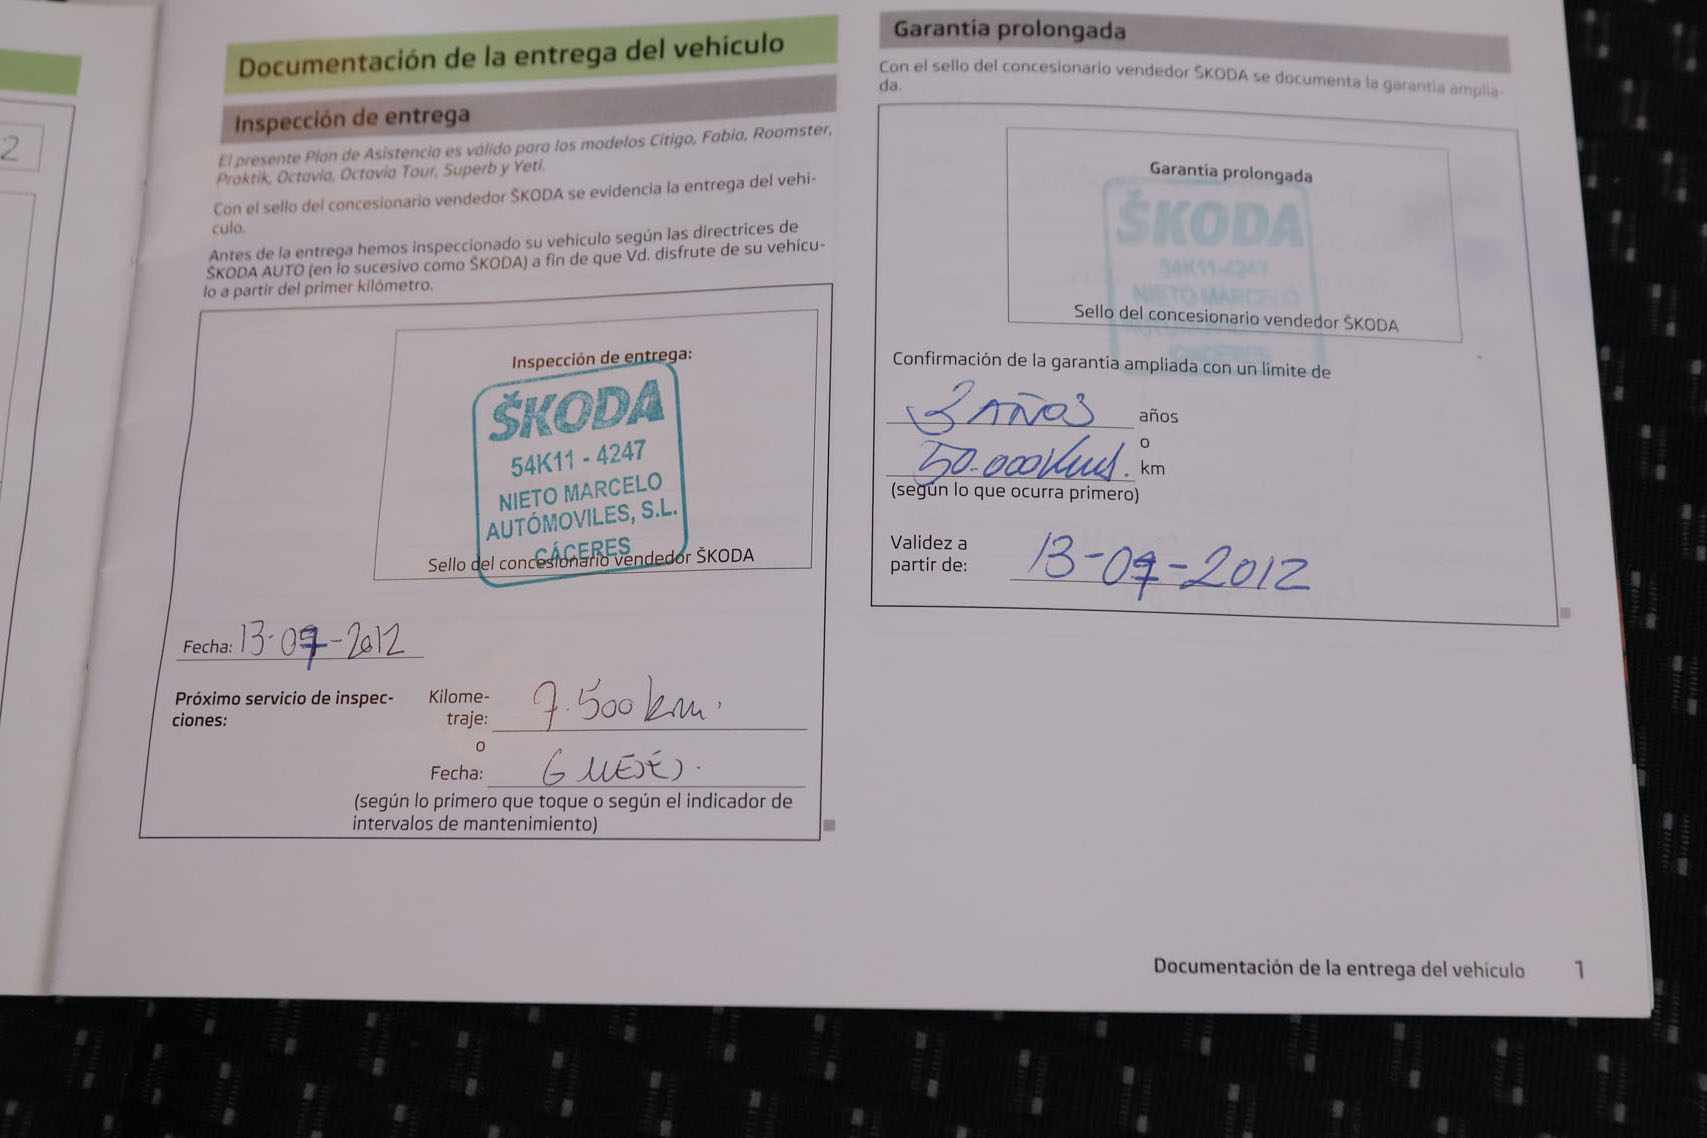 2
Documentación de la entrega del vehículo
Inspección de entrega
El presente Plan de Asistencia es válido para los modelos Citigo, Fabia, Roomster,
Praktik, Octavia, Octavia Tour, Superb y Yeti.
Con el sello del concesionario vendedor ŠKODA se evidencia la entrega del vehí-
culo.
Antes de la entrega hemos inspeccionado su vehículo según las directrices de
ŠKODA AUTO (en lo sucesivo como ŠKODA) a fin de que Vd. disfrute de su vehícu-
lo a partir del primer kilómetro.
Inspección de entrega:
ŠKODA
54K11 - 4247
NIETO MARCELO
AUTÓMOVILES, S.L.
CÁCERES
Sello del concesionario vendedor ŠKODA
Fecha: 13-07-2012
Próximo servicio de inspec-
ciones:
Kilome-
traje: 7.500 km.
o
Fecha: 6 MESES.
(según lo primero que toque o según el indicador de
intervalos de mantenimiento)
Garantía prolongada
Con el sello del concesionario vendedor ŠKODA se documenta la garantía amplia-
da.
Garantía prolongada
ŠKODA
54K11-4247
NIETO MARCELO
Sello del concesionario vendedor ŠKODA
CÁCERES
Confirmación de la garantía ampliada con un límite de
3 AÑOS años
o
50.000 Kms. km
(según lo que ocurra primero)
Validez a
partir de: 13-07-2012
Documentación de la entrega del vehículo 1